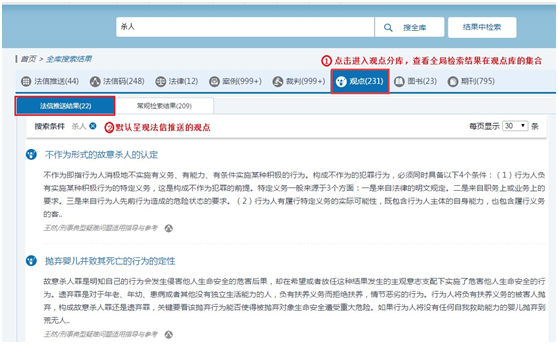 杀人
搜全库
结果中检索
首页 > 全库搜索结果
① 点击进入观点分库，查看全局检索结果在观点库的集合
法信推送(44) 法信码(248) 法律(12) 案例(999+) 裁判(999+) 观点(231) 图书(23) 期刊(795)
法信推送结果(22) 常规检索结果(209)
搜索条件 杀人 ②默认呈现法信推送的观点 每页显示 30 条
不作为形式的故意杀人的认定
不作为即指行为人消极地不实施有义务、有能力、有条件实施某种积极的行为。构成不作为的犯罪行为，必须同时具备以下4个条件：（1）行为人负
有实施某种积极行为的特定义务，这是构成不作为犯罪的前提。特定义务一般来源于3个方面：一是来自法律的明文规定。二是来自职务上或业务上的
要求。三是来自行为人先前行为造成的危险状态的要求。（2）行为人有履行特定义务的实际可能性，既包含行为人主体的自身能力，也包含履行义务
的客..
王然/刑事典型疑难问题适用指导与参考
抛弃婴儿并致其死亡的行为的定性
故意杀人罪是明知自己的行为会发生侵害他人生命安全的危害后果，却在希望或者放任这种结果发生的主观意志支配下实施了危害他人生命安全的行
为。遗弃罪是对于年老、年幼、患病或者其他没有独立生活能力的人，负有扶养义务而拒绝扶养，情节恶劣的行为。行为人将负有扶养义务的被害人抛
弃，构成故意杀人罪还是遗弃罪，关键要看该抛弃行为能否使得被抛弃对象生命安全遭受重大危险。如果行为人将没有任何自我救助能力的婴儿抛弃到
荒无人..
王然/刑事典型疑难问题适用指导与参考